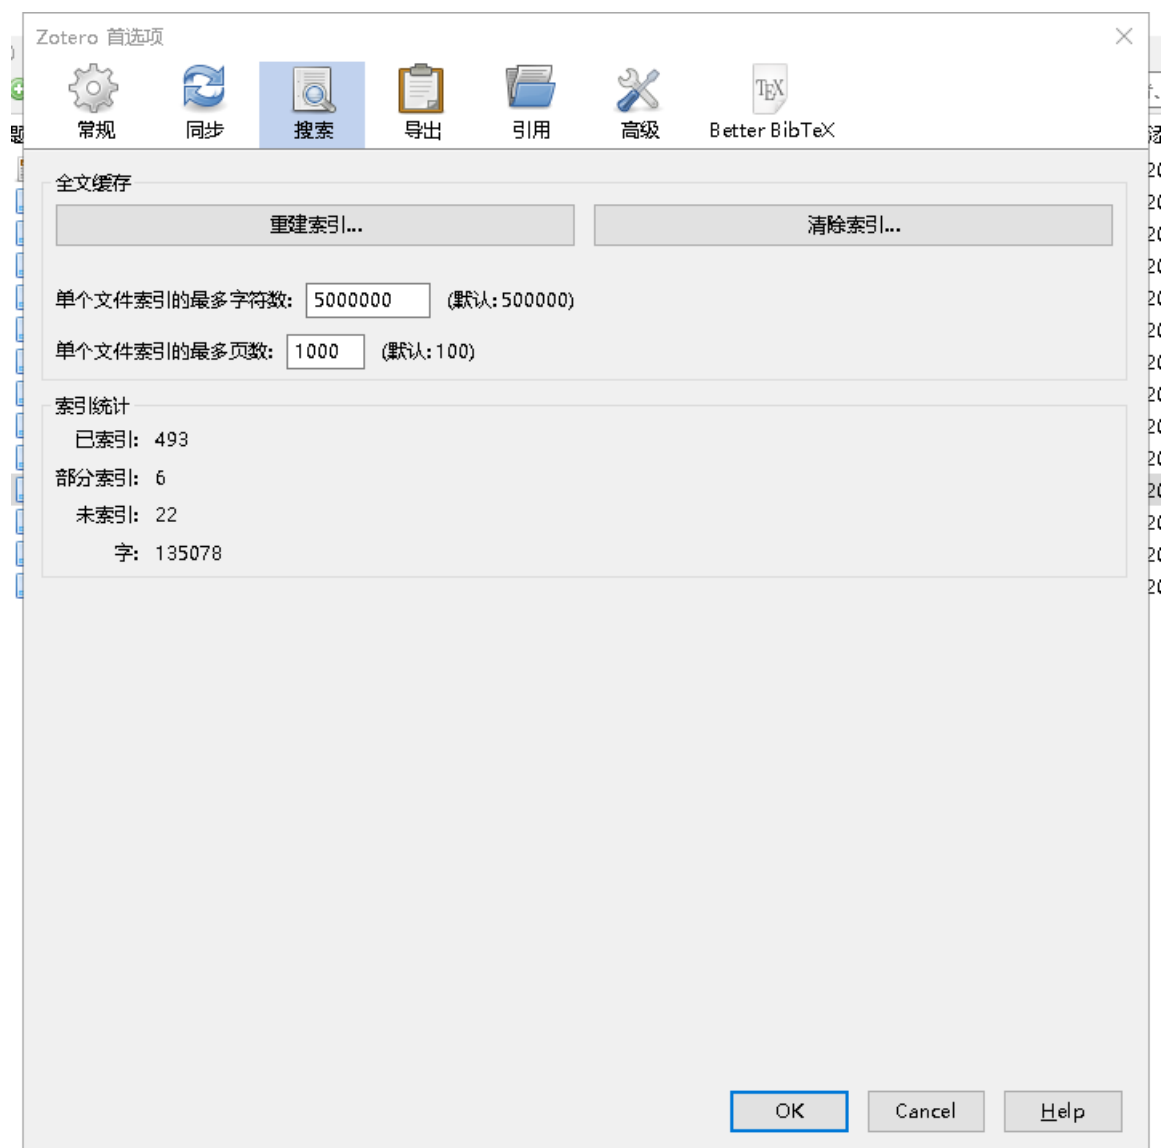 Zotero 首选项
常规 同步 搜索 导出 引用 高级 Better BibTeX
全文缓存
重建索引... 清除索引...
单个文件索引的最多字符数: 5000000 (默认:500000)
单个文件索引的最多页数: 1000 (默认:100)
索引统计
已索引: 493
部分索引: 6
未索引: 22
字: 135078
OK Cancel Help